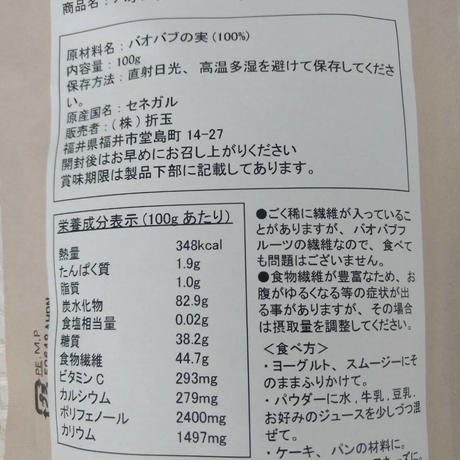 商品名：
原材料名：バオバブの実(100%)
内容量：100g
保存方法：直射日光、高温多湿を避けて保存してくださ
い。
原産国名：セネガル
販売者：(株)折玉
福井県福井市堂島町14-27
開封後はお早めにお召し上がりください
賞味期限は製品下部に記載してあります。
栄養成分表示(100gあたり)
熱量 348kcal
たんぱく質 1.9g
脂質 1.0g
炭水化物 82.9g
食塩相当量 0.02g
糖質 38.2g
食物繊維 44.7g
ビタミンC 293mg
カルシウム 279mg
ポリフェノール 2400mg
カリウム 1497mg
●ごく稀に繊維が入っているこ
とがありますが、バオバブフ
ルーツの繊維なので、食べて
も問題はございません。
●食物繊維が豊富なため、お
腹がゆるくなる等の症状が出
る事がありますが、その場合
は摂取量を調整してください。
＜食べ方＞
・ヨーグルト、スムージーにそ
のままふりかけて。
・パウダーに水,牛乳,豆乳,
お好みのジュースを少しづつ混
ぜて。
・ケーキ、パンの材料に。
PE・M,P